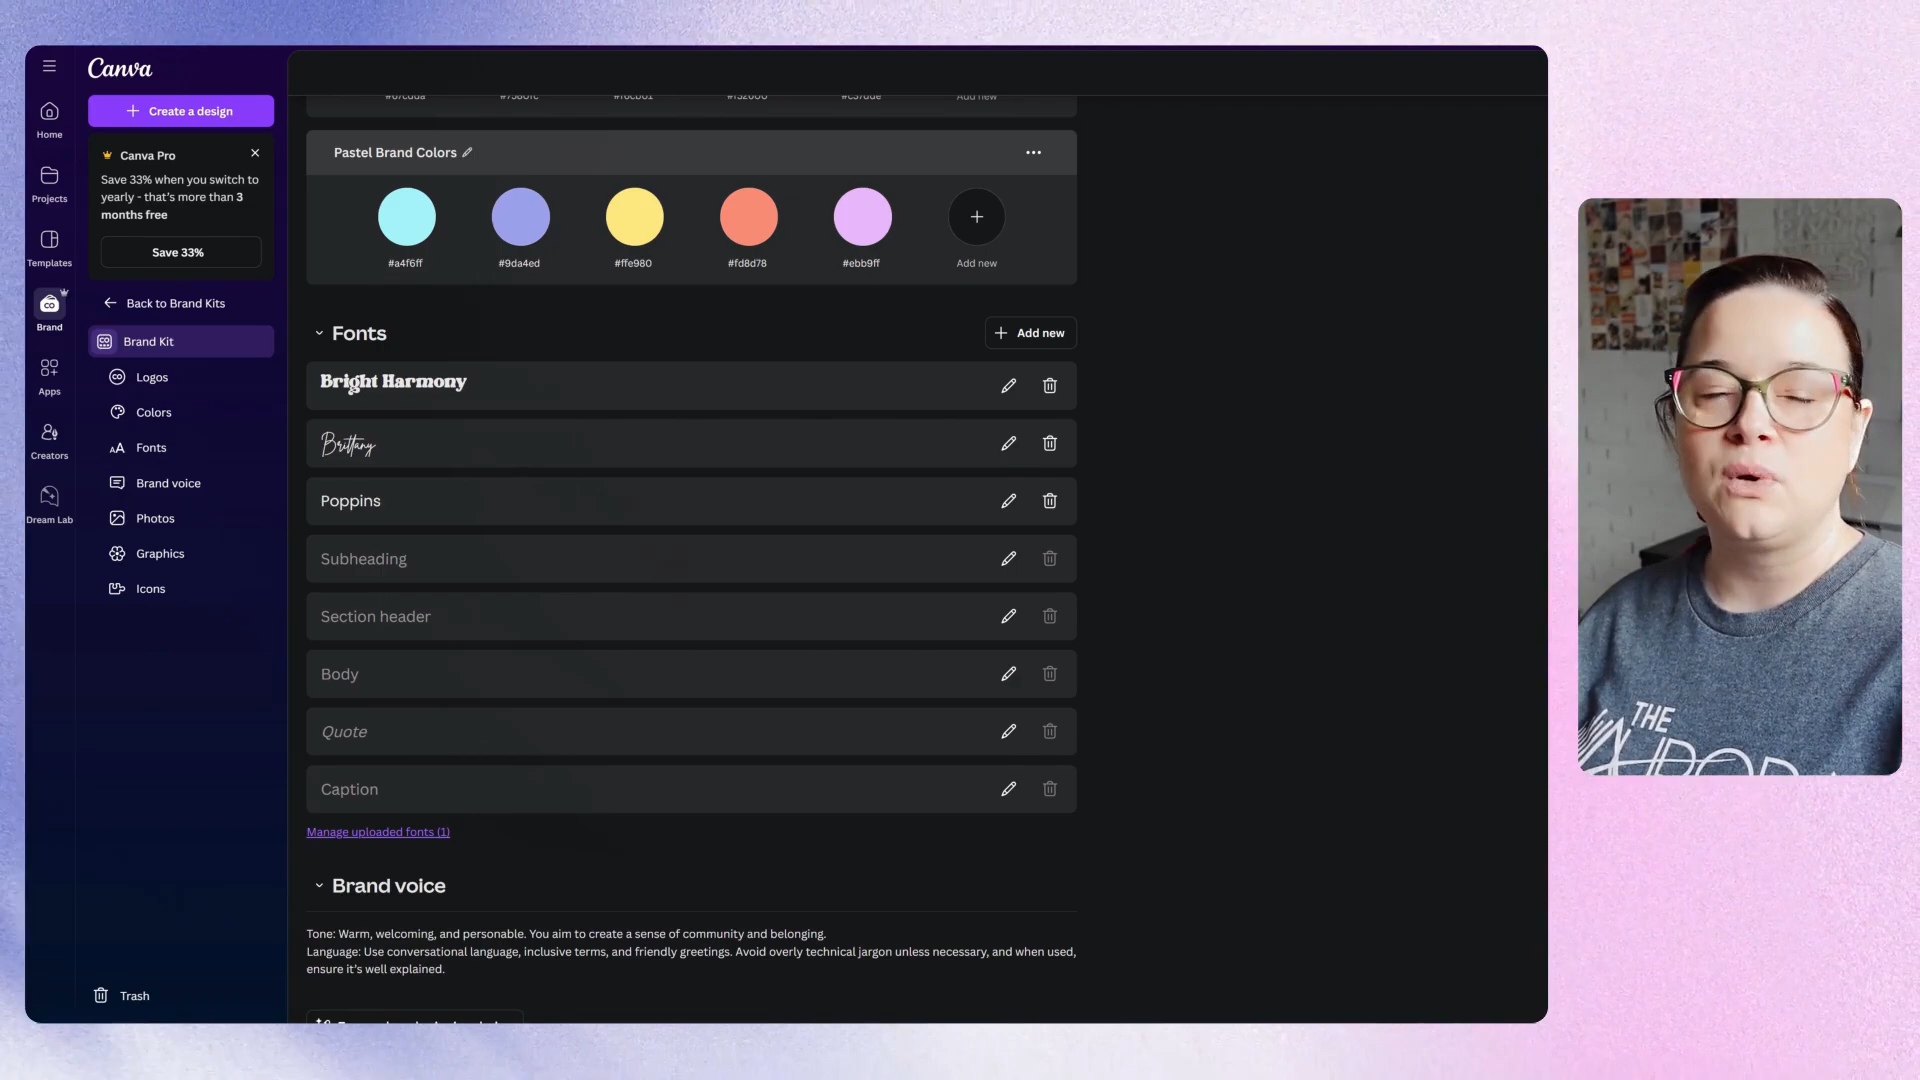 Canva
Create a design
Home
Canva Pro
Save 33% when you switch to
yearly - that's more than 3
months free
Save 33%
Projects
Templates
Brand
Apps
Creators
Dream Lab
Back to Brand Kits
Brand Kit
Logos
Colors
Fonts
Brand voice
Photos
Graphics
Icons
Trash
Add new
Pastel Brand Colors
#a4f6ff
#9da4ed
#ffe980
#fd8d78
#ebb9ff
Add new
Fonts
Add new
Bright Harmony
Brittany
Poppins
Subheading
Section header
Body
Quote
Caption
Manage uploaded fonts (1)
Brand voice
Tone: Warm, welcoming, and personable. You aim to create a sense of community and belonging.
Language: Use conversational language, inclusive terms, and friendly greetings. Avoid overly technical jargon unless necessary, and when used,
ensure it's well explained.
THE